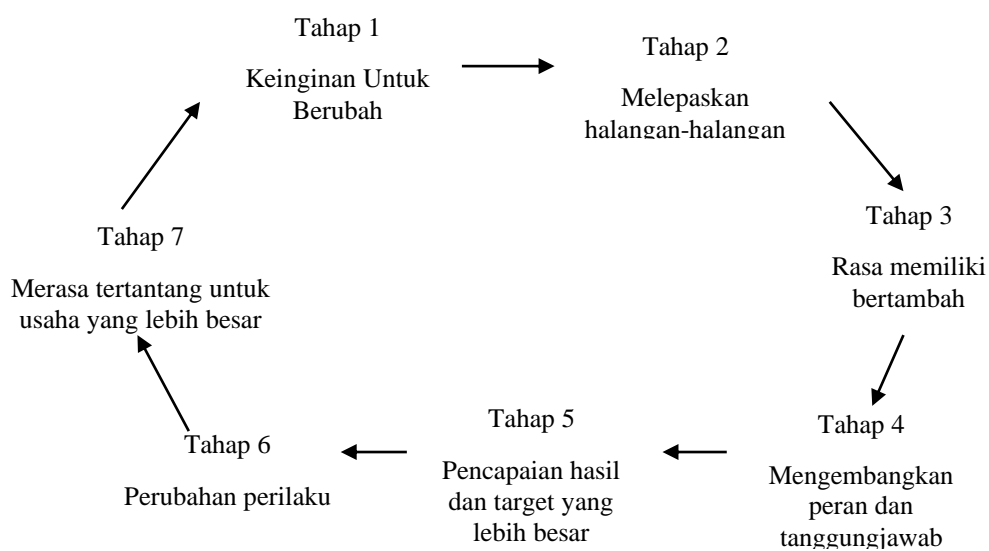 Tahap 1
Keinginan Untuk
Berubah
Tahap 2
Melepaskan
halangan-halangan
Tahap 3
Rasa memiliki
bertambah
Tahap 4
Mengembangkan
peran dan
tanggungjawab
Tahap 5
Pencapaian hasil
dan target yang
lebih besar
Tahap 6
Perubahan perilaku
Tahap 7
Merasa tertantang untuk
usaha yang lebih besar